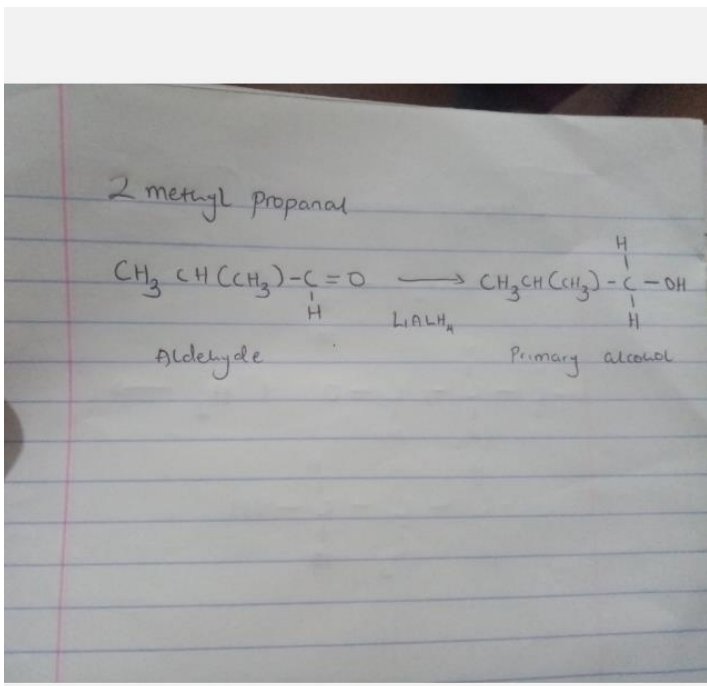 2 methyl propanal
CH3 CH(CH3)-C=O → CH3CH(CH3)-C-OH
H
H
H
LiALH4
Aldehyde
Primary alcohol